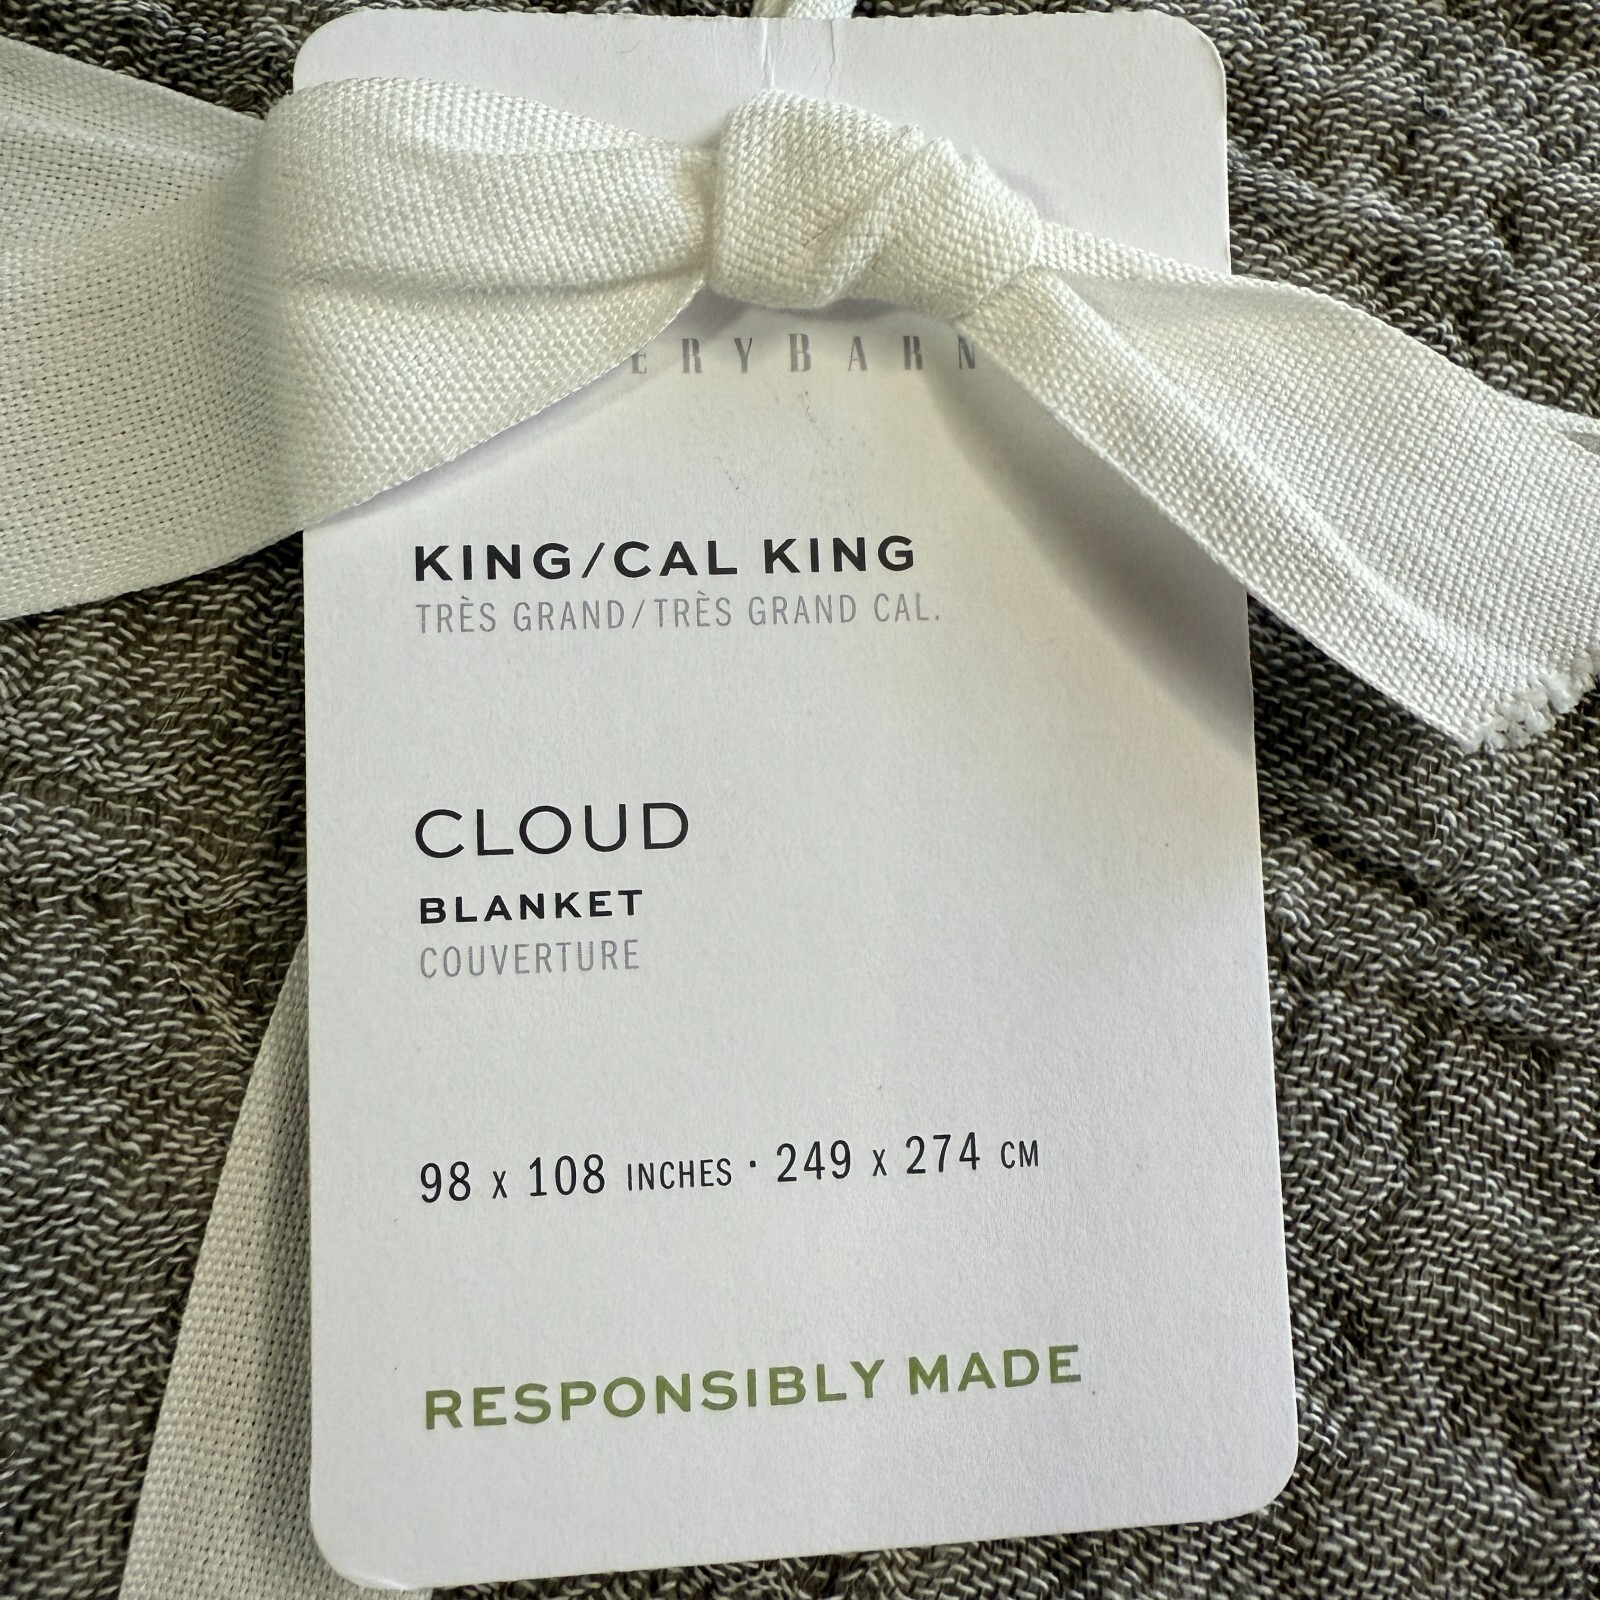 ERYBARN
KING/CAL KING
TRÈS GRAND/TRÈS GRAND CAL.
CLOUD
BLANKET
COUVERTURE
98 x 108 INCHES · 249 x 274 CM
RESPONSIBLY MADE